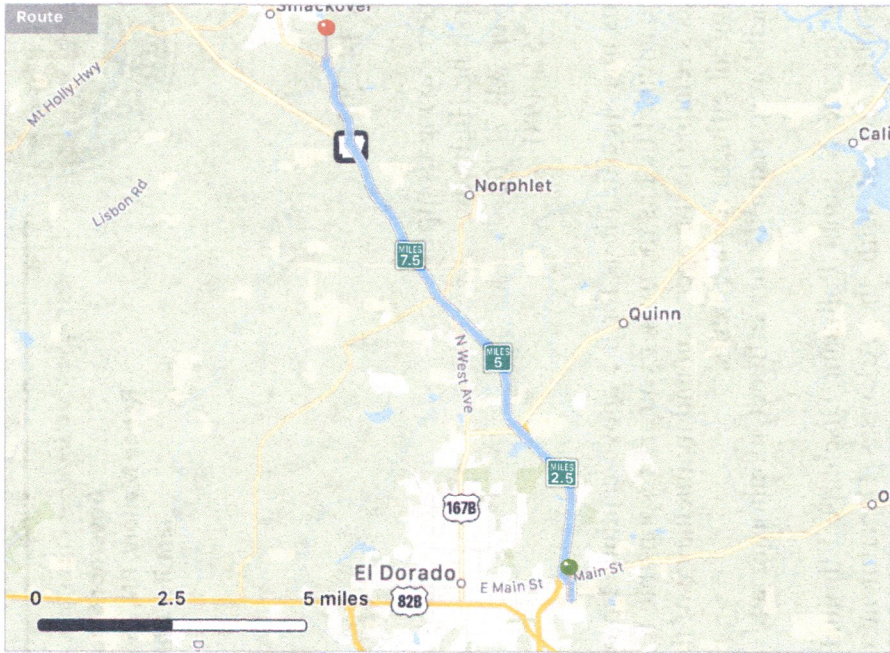 Route
Smackover
Mt Holly Hwy
Cali
Lisbon Rd
Norphlet
MILES
7.5
Quinn
N West Ave
MILES
5
MILES
2.5
167B
O
El Dorado
E Main St
Main St
82B
0 2.5 5 miles
D